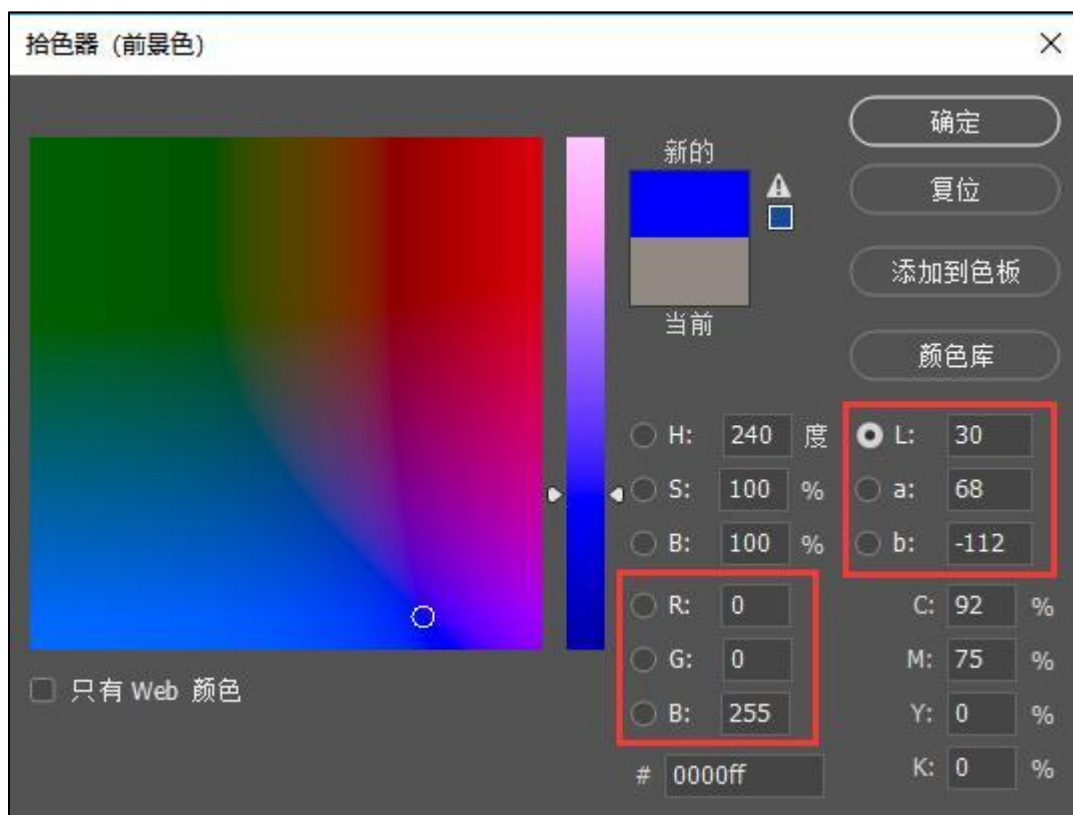 拾色器 (前景色)
新的
当前
确定
复位
添加到色板
颜色库
H: 240 度
S: 100 %
B: 100 %
L: 30
a: 68
b: -112
R: 0
G: 0
B: 255
# 0000ff
C: 92 %
M: 75 %
Y: 0 %
K: 0 %
只有 Web 颜色